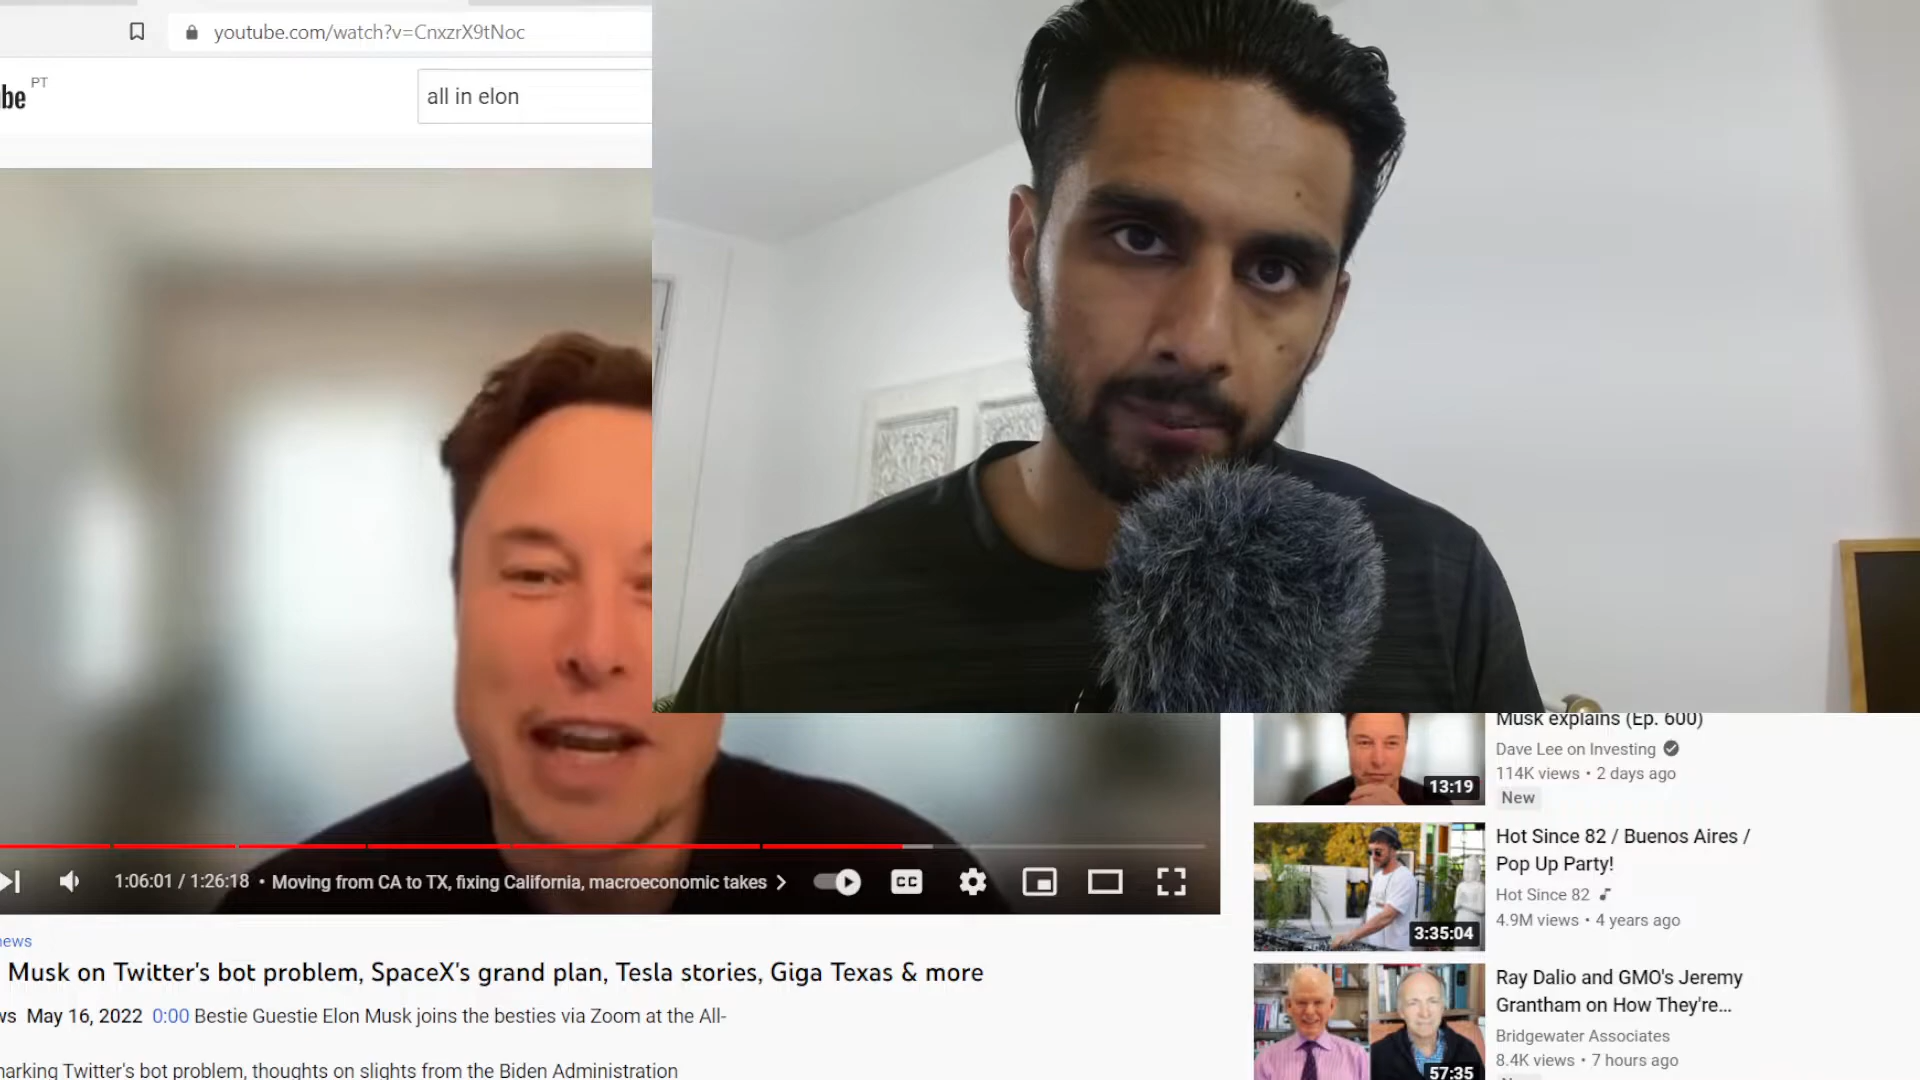 youtube.com/watch?v=CnxzrX9tNoc
be PT
all in elon
1:06:01 / 1:26:18 • Moving from CA to TX, fixing California, macroeconomic takes
CC
news
Musk on Twitter's bot problem, SpaceX's grand plan, Tesla stories, Giga Texas & more
ws May 16, 2022 0:00 Bestie Guestie Elon Musk joins the besties via Zoom at the All-
arking Twitter's bot problem, thoughts on slights from the Biden Administration
Musk explains (Ep. 600)
Dave Lee on Investing
114K views • 2 days ago
New
13:19
Hot Since 82 / Buenos Aires /
Pop Up Party!
Hot Since 82
4.9M views • 4 years ago
3:35:04
Ray Dalio and GMO's Jeremy
Grantham on How They're...
Bridgewater Associates
8.4K views • 7 hours ago
57:35